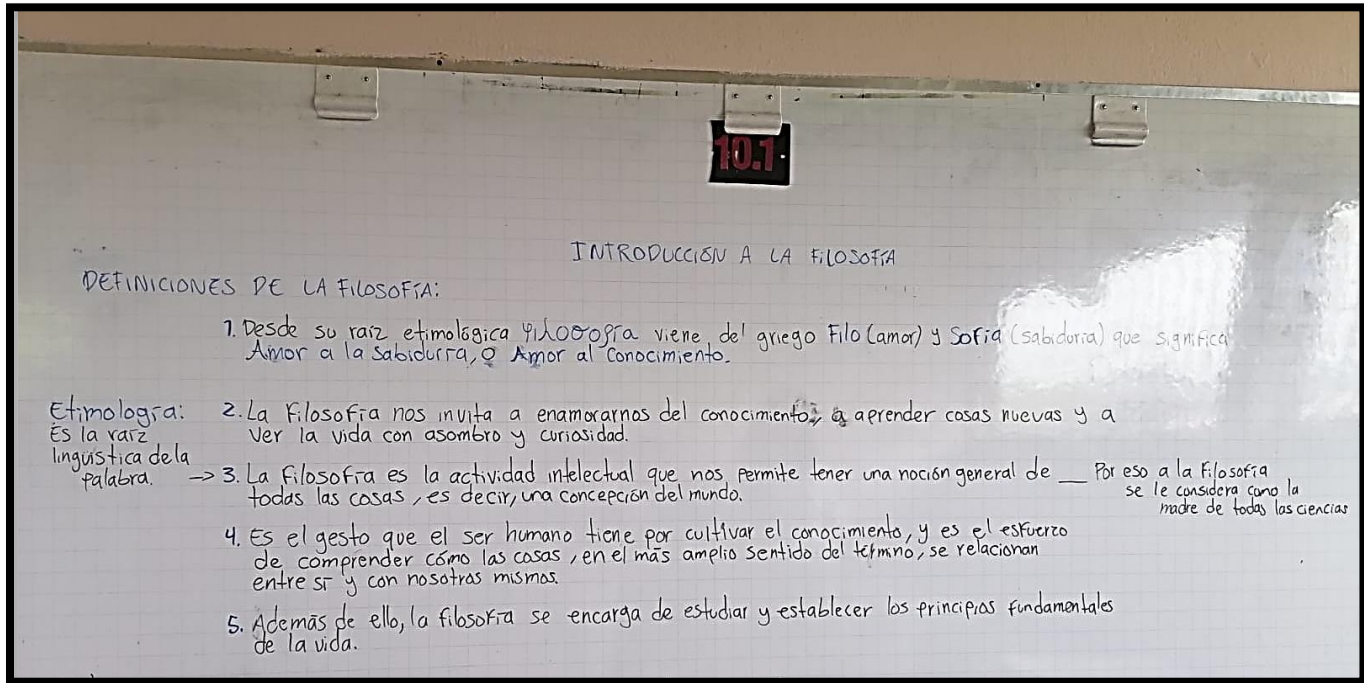 10.1
INTRODUCCIÓN A LA FILOSOFÍA
DEFINICIONES DE LA FILOSOFÍA:
1. Desde su raíz etimológica φιλοσοφία viene del griego Filo (amor) y Sofia (sabiduria) que significa
Amor a la sabiduría, o Amor al conocimiento.
Etimología:
Es la raíz
linguistica de la
palabra.
2. La Filosofía nos invita a enamorarnos del conocimiento, a aprender cosas nuevas y a
ver la vida con asombro y curiosidad.
→ 3. La filosofía es la actividad intelectual que nos permite tener una noción general de __ Por eso a la Filosofía
todas las cosas, es decir, una concepción del mundo.
se le considera como la
madre de todas las ciencias
4. Es el gesto que el ser humano tiene por cultivar el conocimiento, y es el esfuerzo
de comprender cómo las cosas, en el más amplio sentido del término, se relacionan
entre sí y con nosotros mismos.
5. Además de ello, la filosofía se encarga de estudiar y establecer los principios fundamentales
de la vida.